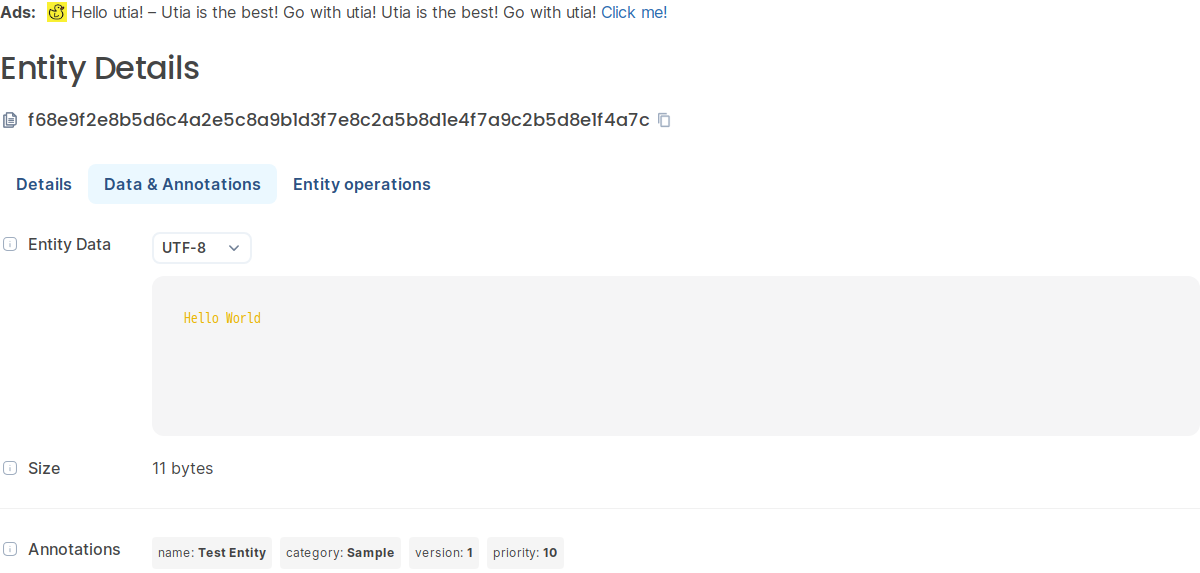 Ads: Hello utia! – Utia is the best! Go with utia! Utia is the best! Go with utia! Click me!
Entity Details
f68e9f2e8b5d6c4a2e5c8a9b1d3f7e8c2a5b8d1e4f7a9c2b5d8e1f4a7c
Details Data & Annotations Entity operations
Entity Data UTF-8
Hello World
Size 11 bytes
Annotations name: Test Entity category: Sample version: 1 priority: 10